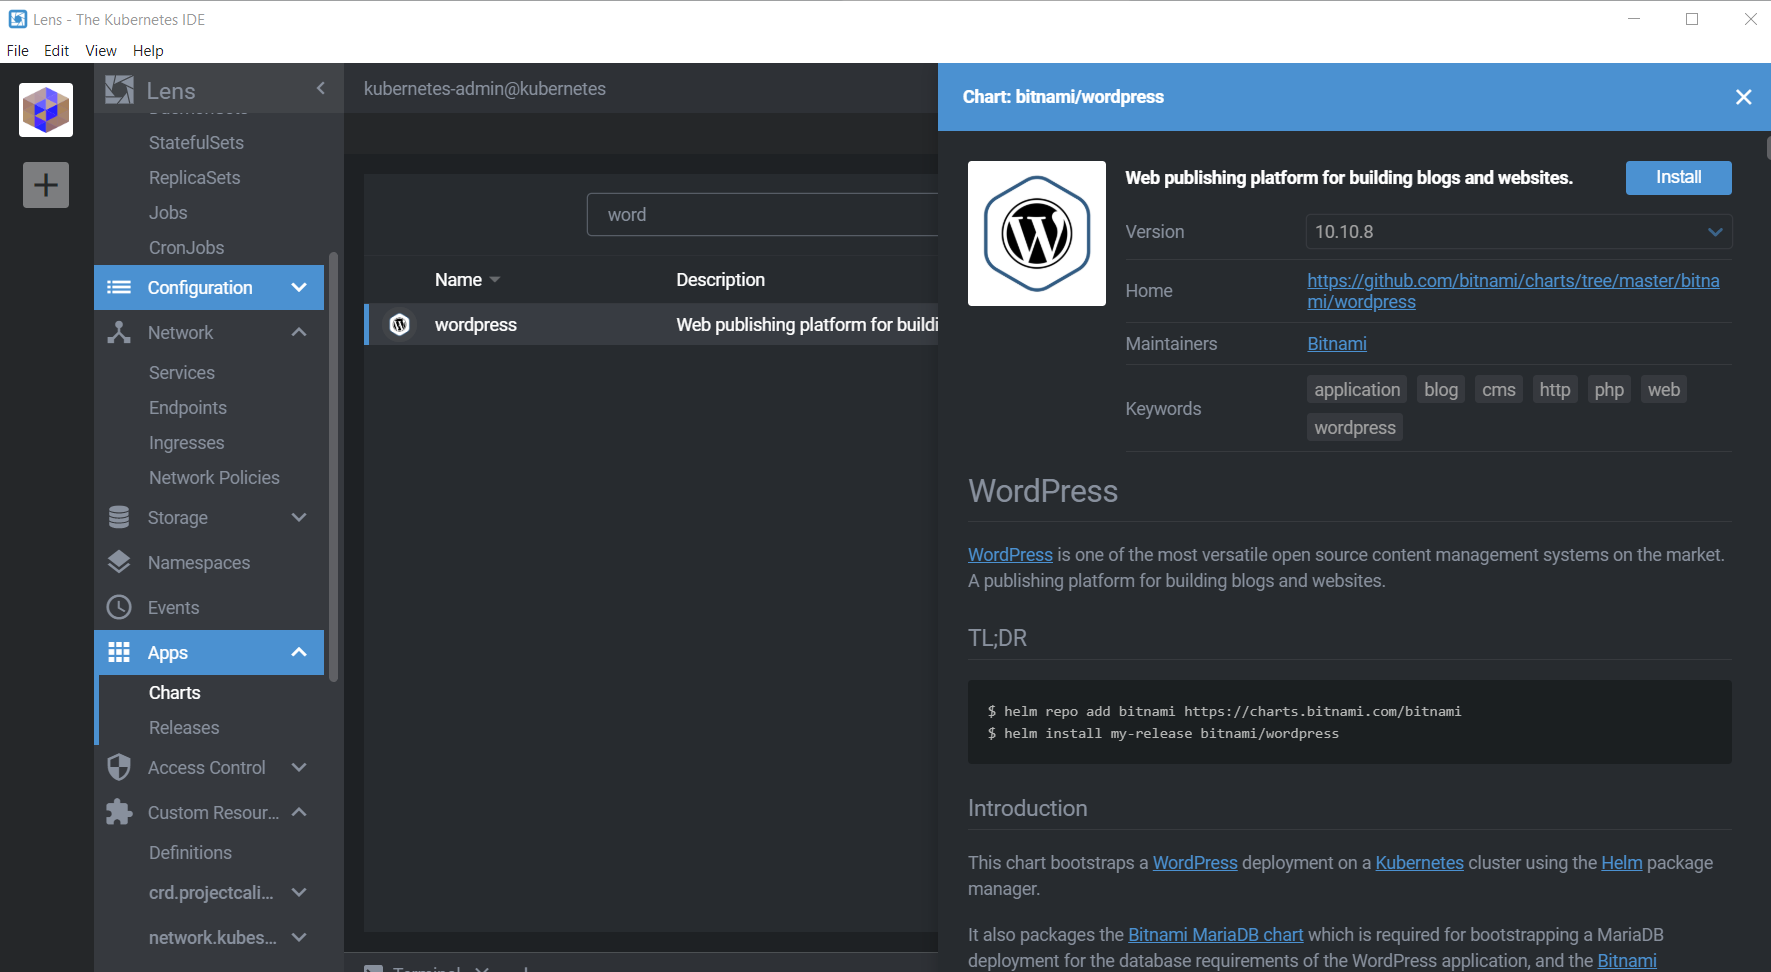 Lens - The Kubernetes IDE
File Edit View Help
Lens
StatefulSets
ReplicaSets
Jobs
CronJobs
Configuration
Network
Services
Endpoints
Ingresses
Network Policies
Storage
Namespaces
Events
Apps
Charts
Releases
Access Control
Custom Resour...
Definitions
crd.projectcali...
network.kubes...
kubernetes-admin@kubernetes
word
Name Description
wordpress Web publishing platform for buildi
Terminal
Chart: bitnami/wordpress
Web publishing platform for building blogs and websites.
Install
Version 10.10.8
Home https://github.com/bitnami/charts/tree/master/bitna
mi/wordpress
Maintainers Bitnami
Keywords application blog cms http php web
wordpress
WordPress
WordPress is one of the most versatile open source content management systems on the market.
A publishing platform for building blogs and websites.
TL;DR
$ helm repo add bitnami https://charts.bitnami.com/bitnami
$ helm install my-release bitnami/wordpress
Introduction
This chart bootstraps a WordPress deployment on a Kubernetes cluster using the Helm package
manager.
It also packages the Bitnami MariaDB chart which is required for bootstrapping a MariaDB
deployment for the database requirements of the WordPress application, and the Bitnami